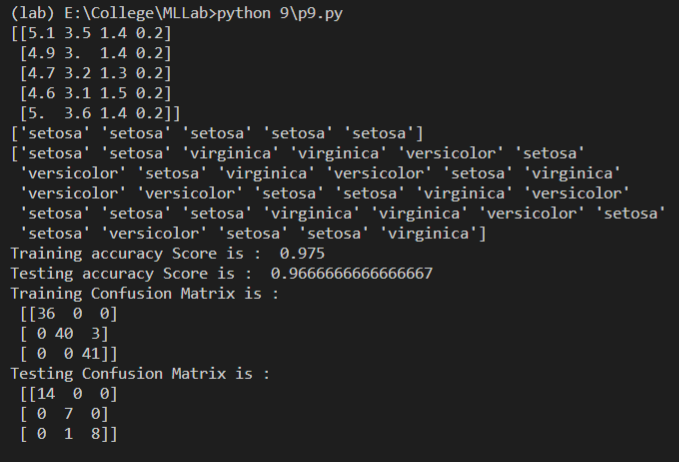 (lab) E:\College\MLLab>python 9\p9.py
[[5.1 3.5 1.4 0.2]
 [4.9 3.  1.4 0.2]
 [4.7 3.2 1.3 0.2]
 [4.6 3.1 1.5 0.2]
 [5.  3.6 1.4 0.2]]
['setosa' 'setosa' 'setosa' 'setosa' 'setosa']
['setosa' 'setosa' 'virginica' 'virginica' 'versicolor' 'setosa'
 'versicolor' 'setosa' 'virginica' 'versicolor' 'setosa' 'virginica'
 'versicolor' 'versicolor' 'setosa' 'setosa' 'virginica' 'versicolor'
 'setosa' 'setosa' 'setosa' 'virginica' 'virginica' 'versicolor' 'setosa'
 'setosa' 'versicolor' 'setosa' 'setosa' 'virginica']
Training accuracy Score is :  0.975
Testing accuracy Score is :  0.9666666666666667
Training Confusion Matrix is :
 [[36  0  0]
 [ 0 40  3]
 [ 0  0 41]]
Testing Confusion Matrix is :
 [[14  0  0]
 [ 0  7  0]
 [ 0  1  8]]